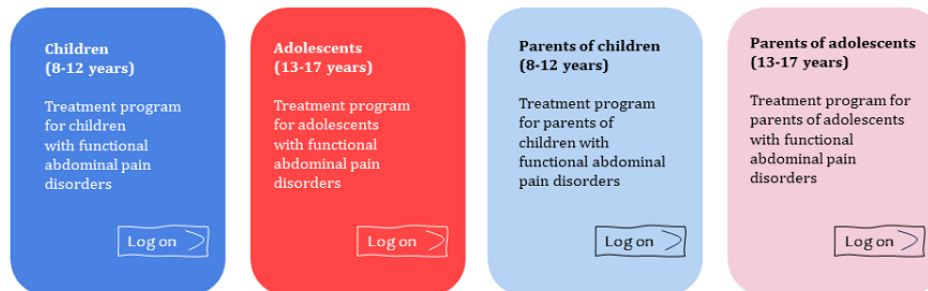 Children
(8-12 years)
Treatment program
for children
with functional
abdominal pain
disorders
Log on
Adolescents
(13-17 years)
Treatment program
for adolescents
with functional
abdominal pain
disorders
Log on
Parents of children
(8-12 years)
Treatment program
for parents of
children with
functional abdominal
pain disorders
Log on
Parents of adolescents
(13-17 years)
Treatment program for
parents of adolescents
with functional
abdominal pain
disorders
Log on